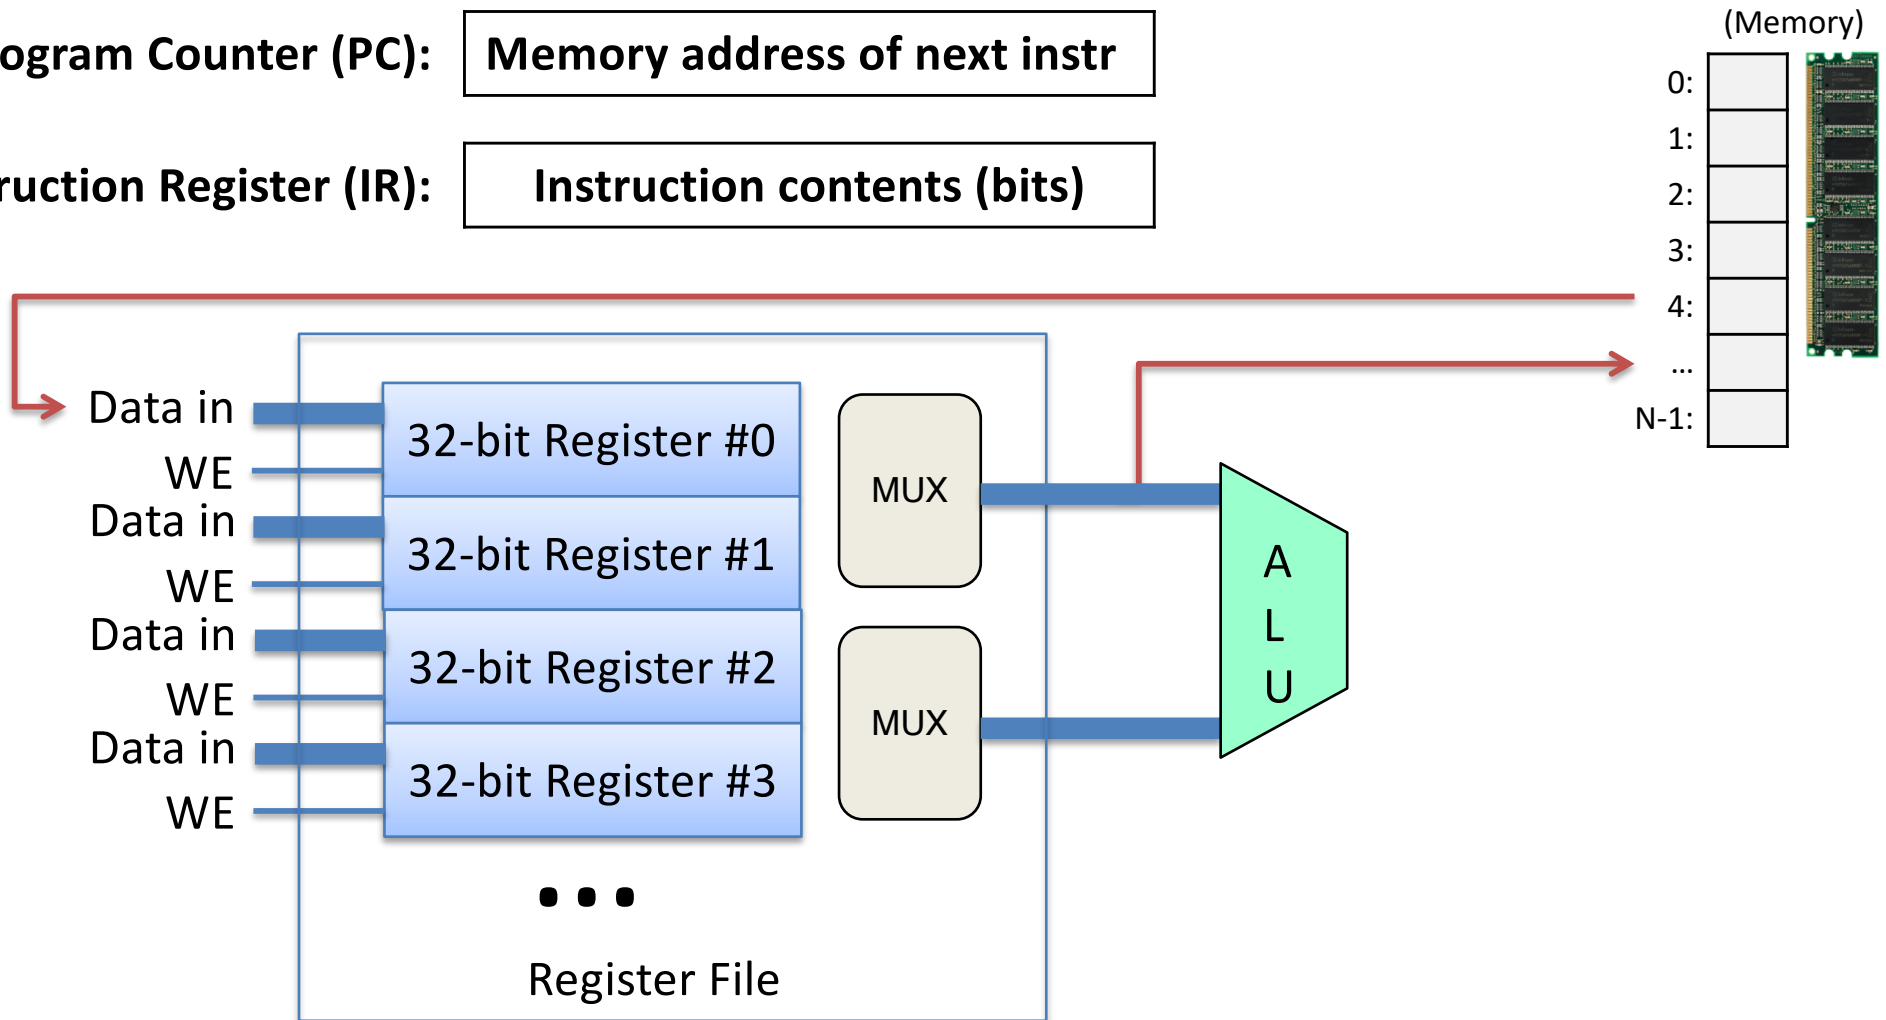 ogram Counter (PC):
Memory address of next instr
ruction Register (IR):
Instruction contents (bits)
(Memory)
0:
1:
2:
3:
4:
...
N-1:
Data in
WE
Data in
WE
Data in
WE
Data in
WE
32-bit Register #0
32-bit Register #1
32-bit Register #2
32-bit Register #3
...
Register File
MUX
MUX
A
L
U